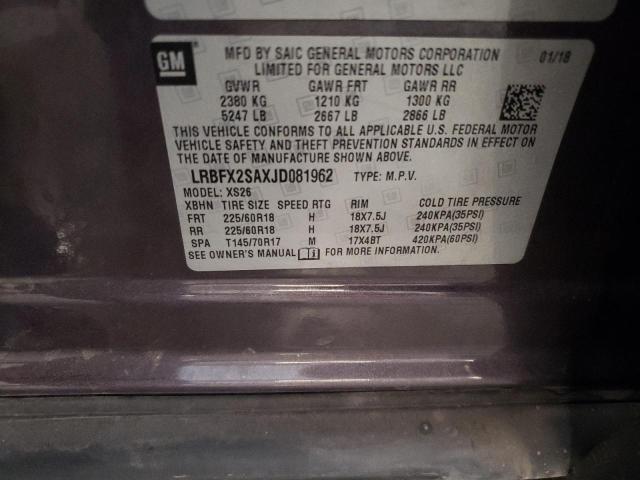 GM
MFD BY SAIC GENERAL MOTORS CORPORATION 01/18
LIMITED FOR GENERAL MOTORS LLC
GVWR GAWR FRT GAWR RR
2380 KG 1210 KG 1300 KG
5247 LB 2667 LB 2866 LB
THIS VEHICLE CONFORMS TO ALL APPLICABLE U.S. FEDERAL MOTOR
VEHICLE SAFETY AND THEFT PREVENTION STANDARDS IN EFFECT ON
THE DATE OF MANUFACTURE SHOWN ABOVE.
LRBFX2SAXJD081962 TYPE: M.P.V.
MODEL: XS26
XBHN TIRE SIZE SPEED RTG RIM COLD TIRE PRESSURE
FRT 225/60R18 H 18X7.5J 240KPA(35PSI)
RR 225/60R18 H 18X7.5J 240KPA(35PSI)
SPA T145/70R17 M 17X4BT 420KPA(60PSI)
SEE OWNER'S MANUAL FOR MORE INFORMATION.